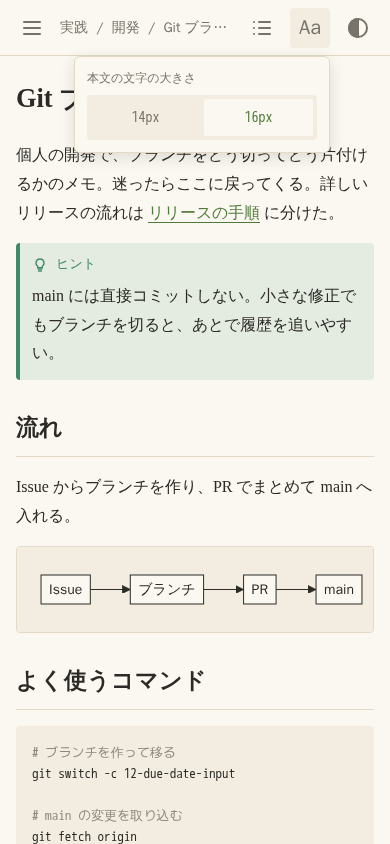 実践 / 開発 / Git ブラ…
Aa
本文の文字の大きさ
14px
16px
Git
個人の開発で、ブランチをどう切ってどう片付け
るかのメモ。迷ったらここに戻ってくる。詳しい
リリースの流れは リリースの手順 に分けた。
ヒント
main には直接コミットしない。小さな修正で
もブランチを切ると、あとで履歴を追いやす
い。
流れ
Issue からブランチを作り、PR でまとめて main へ
入れる。
Issue
ブランチ
PR
main
よく使うコマンド
# ブランチを作って移る
git switch -c 12-due-date-input
# main の変更を取り込む
git fetch origin